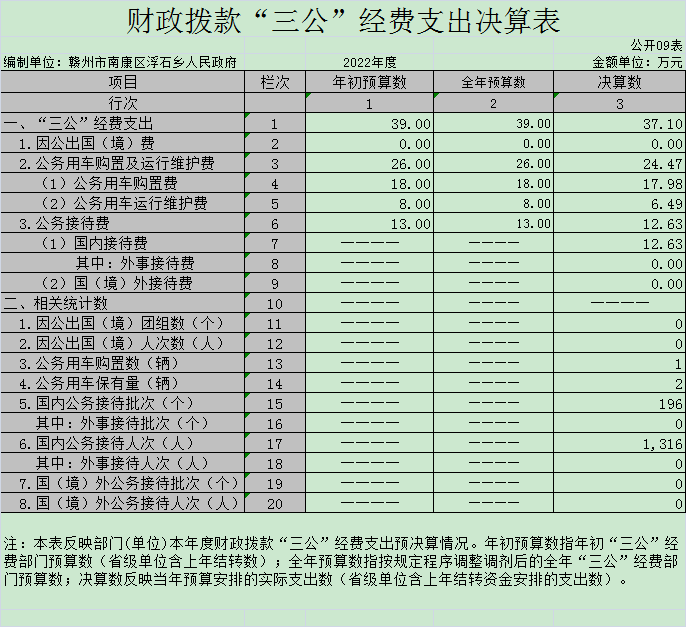 财政拨款“三公”经费支出决算表
公开09表
编制单位：赣州市南康区浮石乡人民政府 2022年度 金额单位：万元
项目 栏次 年初预算数 全年预算数 决算数
行次 1 2 3
一、“三公”经费支出 1 39.00 39.00 37.10
1.因公出国（境）费 2 0.00 0.00 0.00
2.公务用车购置及运行维护费 3 26.00 26.00 24.47
（1）公务用车购置费 4 18.00 18.00 17.98
（2）公务用车运行维护费 5 8.00 8.00 6.49
3.公务接待费 6 13.00 13.00 12.63
（1）国内接待费 7 ———— ———— 12.63
其中：外事接待费 8 ———— ———— 0.00
（2）国（境）外接待费 9 ———— ———— 0.00
二、相关统计数 10 ———— ———— ————
1.因公出国（境）团组数（个） 11 ———— ———— 0
2.因公出国（境）人次数（人） 12 ———— ———— 0
3.公务用车购置数（辆） 13 ———— ———— 1
4.公务用车保有量（辆） 14 ———— ———— 2
5.国内公务接待批次（个） 15 ———— ———— 196
其中：外事接待批次（个） 16 ———— ———— 0
6.国内公务接待人次（人） 17 ———— ———— 1,316
其中：外事接待人次（人） 18 ———— ———— 0
7.国（境）外公务接待批次（个） 19 ———— ———— 0
8.国（境）外公务接待人次（人） 20 ———— ———— 0
注：本表反映部门(单位)本年度财政拨款“三公”经费支出预决算情况。年初预算数指年初“三公”经
费部门预算数（省级单位含上年结转数）；全年预算数指按规定程序调整调剂后的全年“三公”经费部
门预算数；决算数反映当年预算安排的实际支出数（省级单位含上年结转资金安排的支出数）。